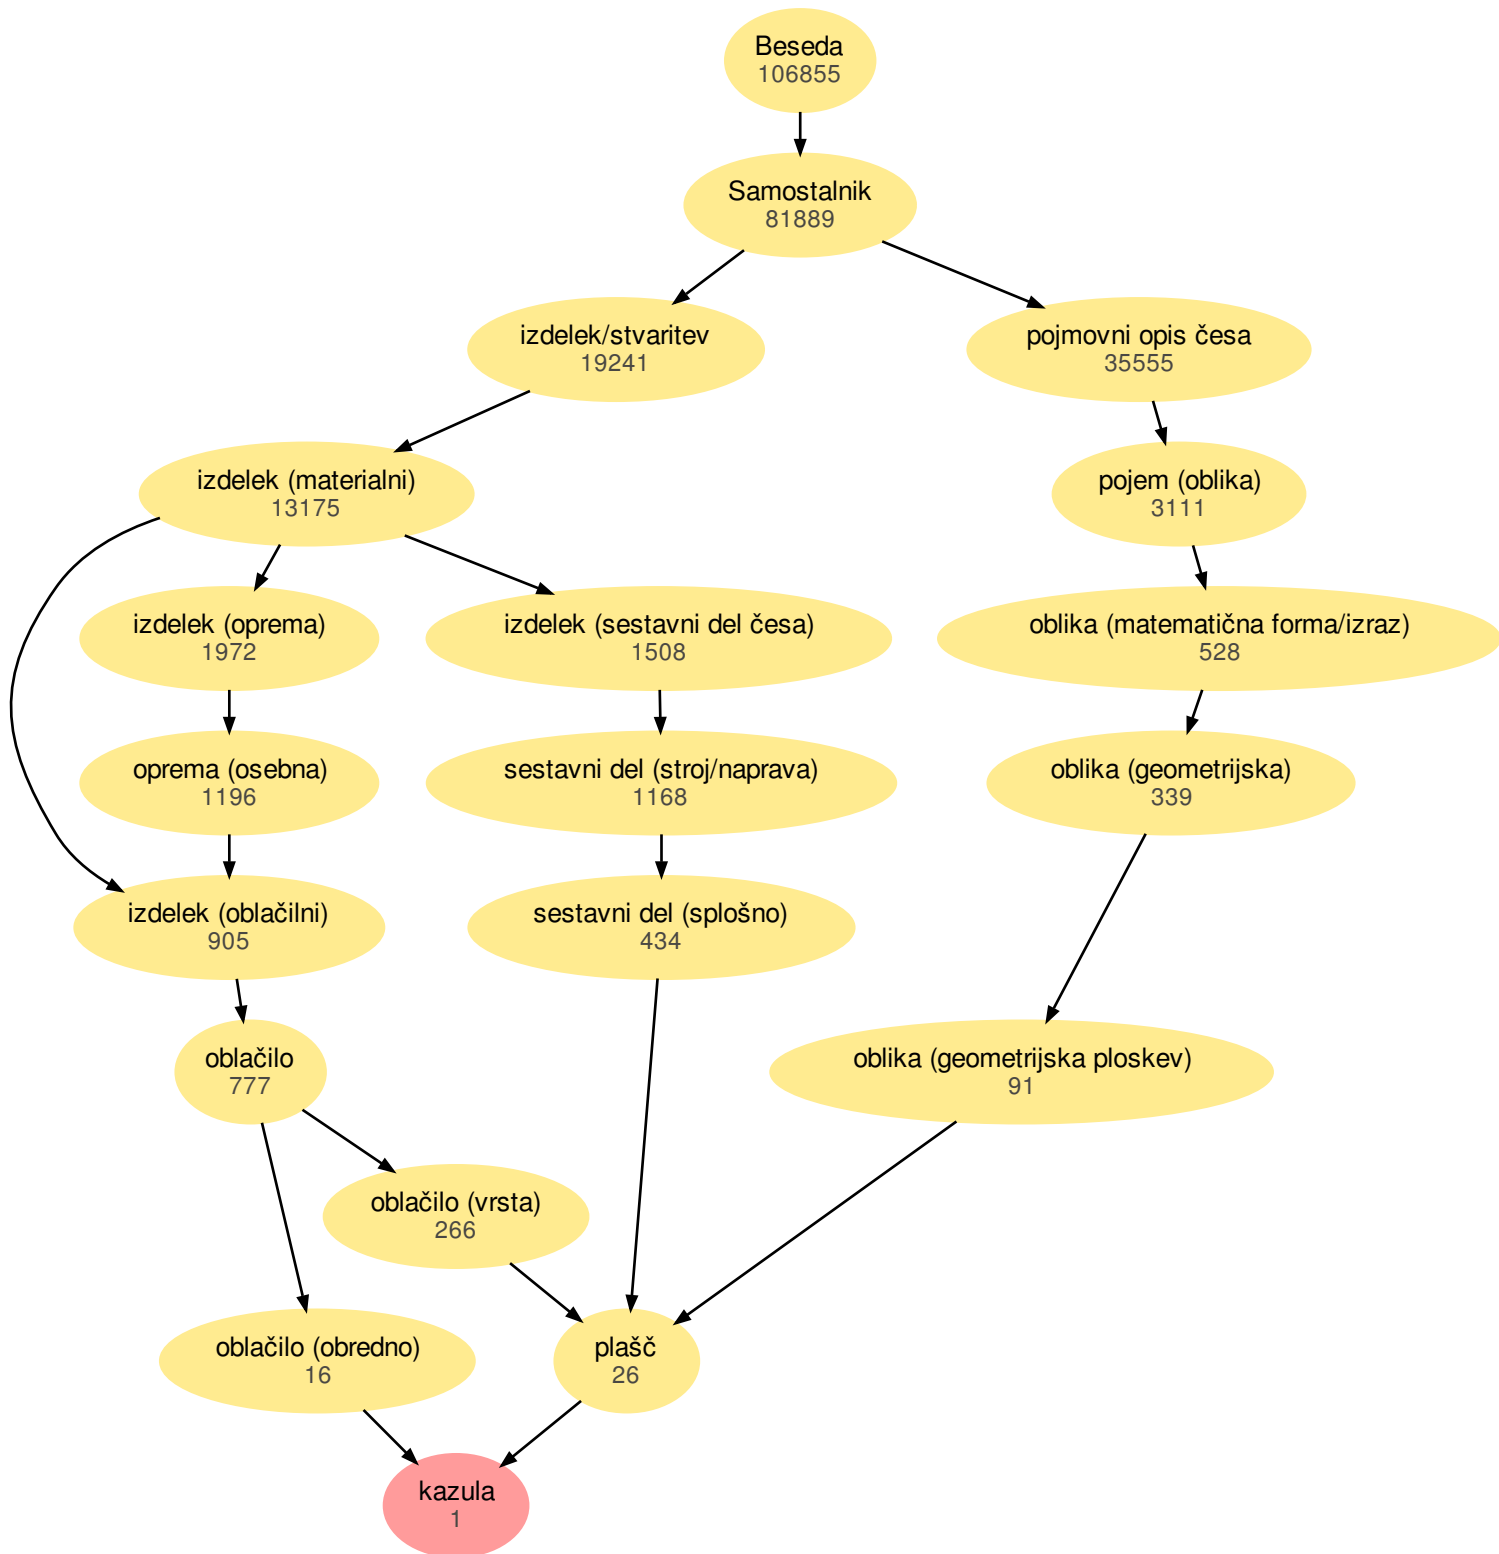 Beseda
106855
Samostalnik
81889
izdelek/stvaritev
19241
pojmovni opis česa
35555
izdelek (materialni)
13175
pojem (oblika)
3111
izdelek (oprema)
1972
izdelek (sestavni del česa)
1508
oblika (matematična forma/izraz)
528
oprema (osebna)
1196
sestavni del (stroj/naprava)
1168
oblika (geometrijska)
339
izdelek (oblačilni)
905
sestavni del (splošno)
434
oblačilo
777
oblika (geometrijska ploskev)
91
oblačilo (vrsta)
266
oblačilo (obredno)
16
plašč
26
kazula
1